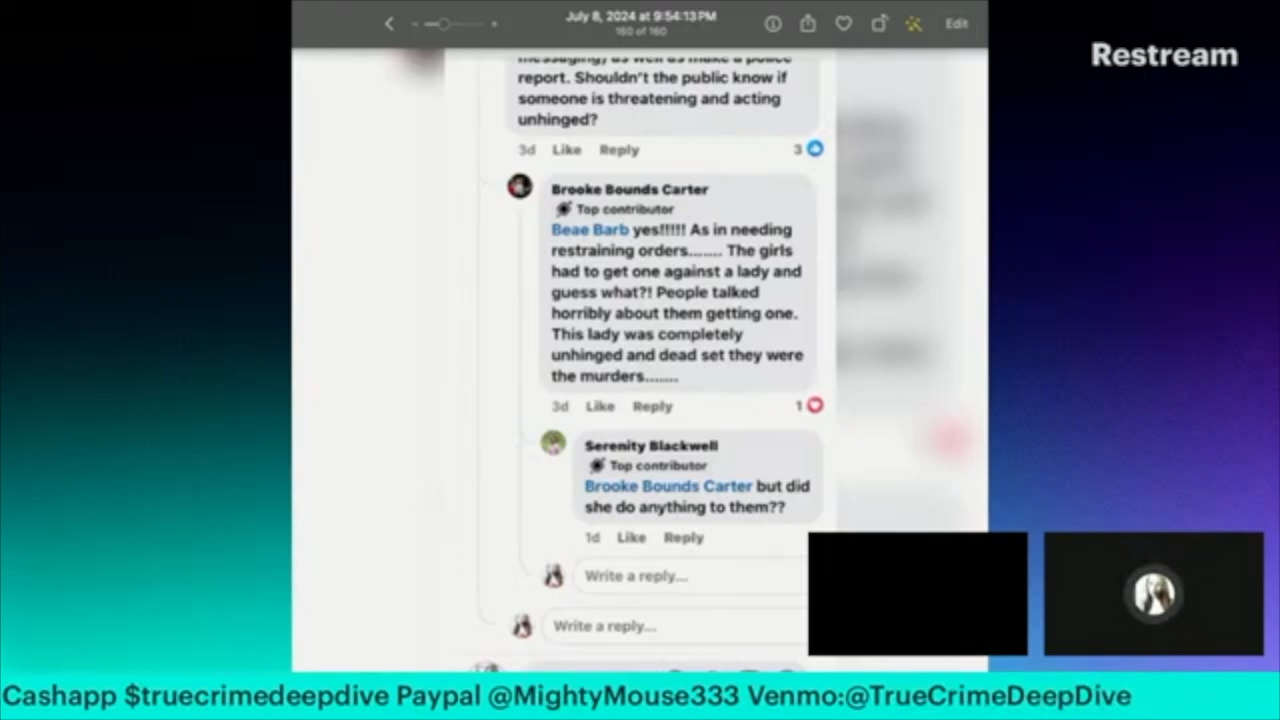 July 8, 2024 at 9:54:13 PM
160 of 160
Edit
Restream
messaging) as well as make a police
report. Shouldn't the public know if
someone is threatening and acting
unhinged?
3d Like Reply 3
Brooke Bounds Carter
Top contributor
Beae Barb yes!!!!! As in needing
restraining orders........ The girls
had to get one against a lady and
guess what?! People talked
horribly about them getting one.
This lady was completely
unhinged and dead set they were
the murders........
3d Like Reply 1
Serenity Blackwell
Top contributor
Brooke Bounds Carter but did
she do anything to them??
1d Like Reply
Write a reply...
Write a reply...
Cashapp $truecrimedeepdive Paypal @MightyMouse333 Venmo:@TrueCrimeDeepDive